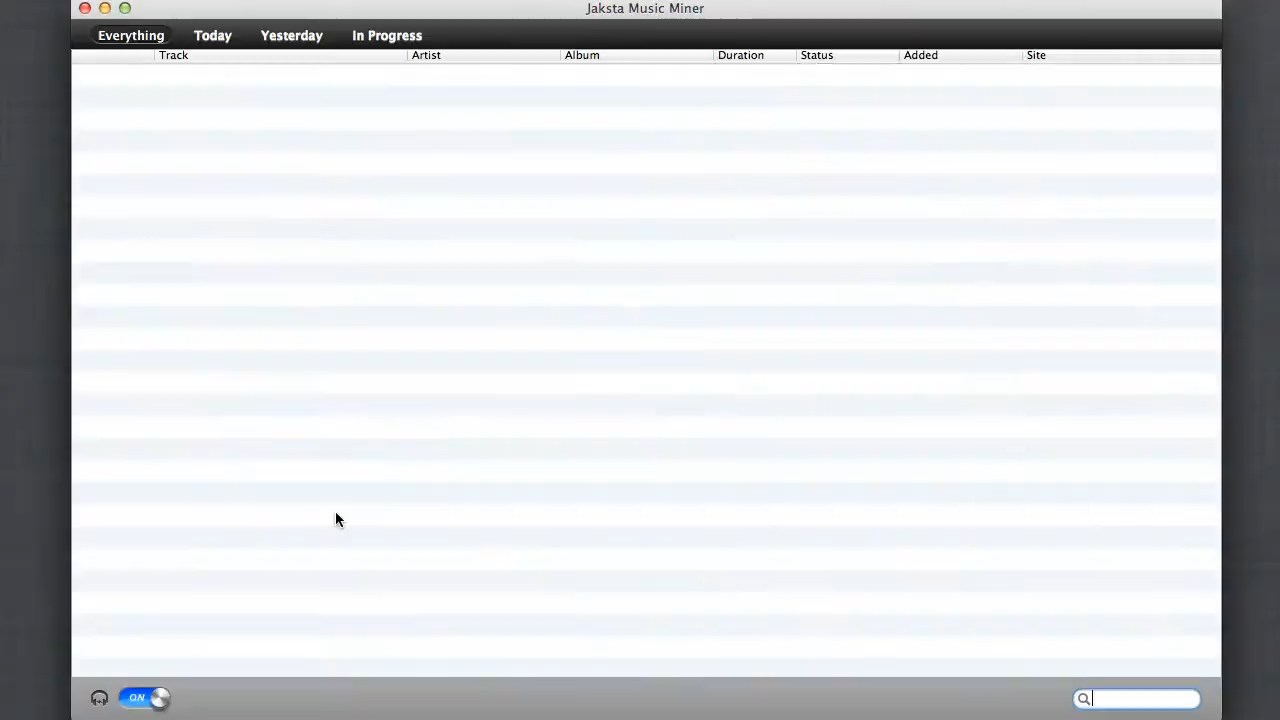 Jaksta Music Miner
Everything Today Yesterday In Progress
Track Artist Album Duration Status Added Site
ON